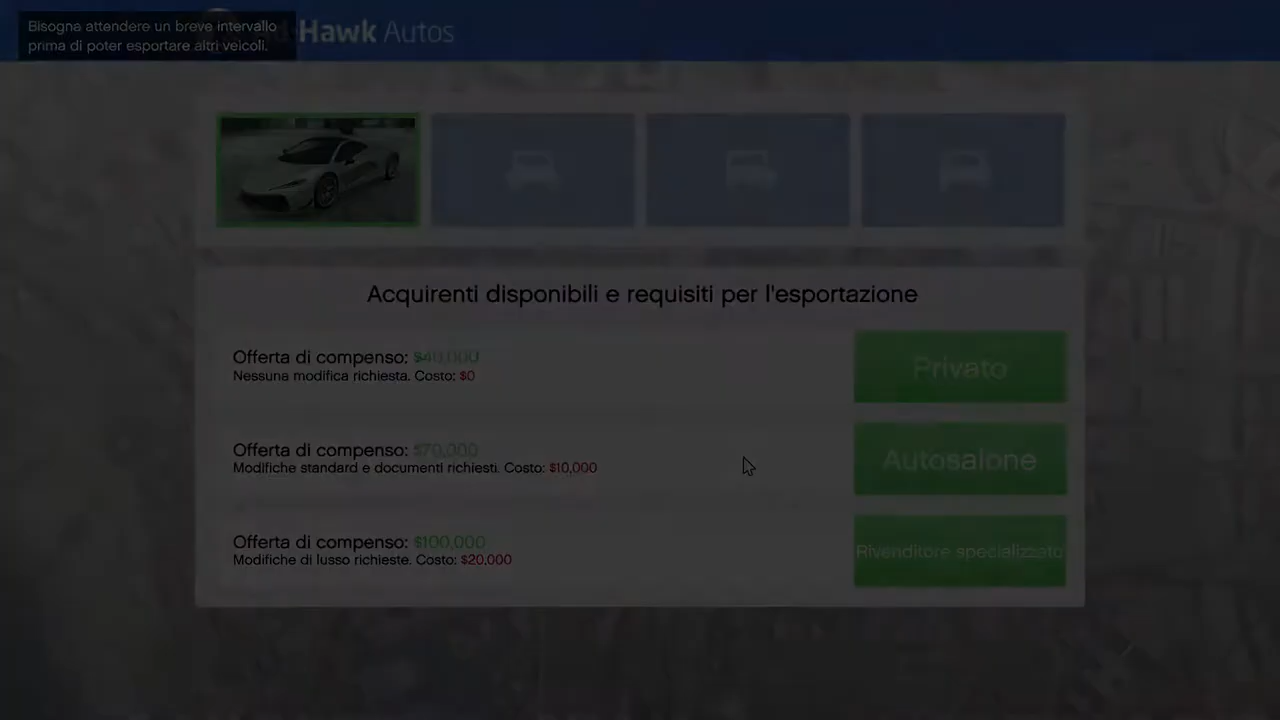 Bisogna attendere un breve intervallo
prima di poter esportare altri veicoli.
Hawk Autos
Acquirenti disponibili e requisiti per l'esportazione
Offerta di compenso: $40,000
Nessuna modifica richiesta. Costo: $0
Privato
Offerta di compenso: $70,000
Modifiche standard e documenti richiesti. Costo: $10,000
Autosalone
Offerta di compenso: $100,000
Modifiche di lusso richieste. Costo: $20,000
Rivenditore specializzato